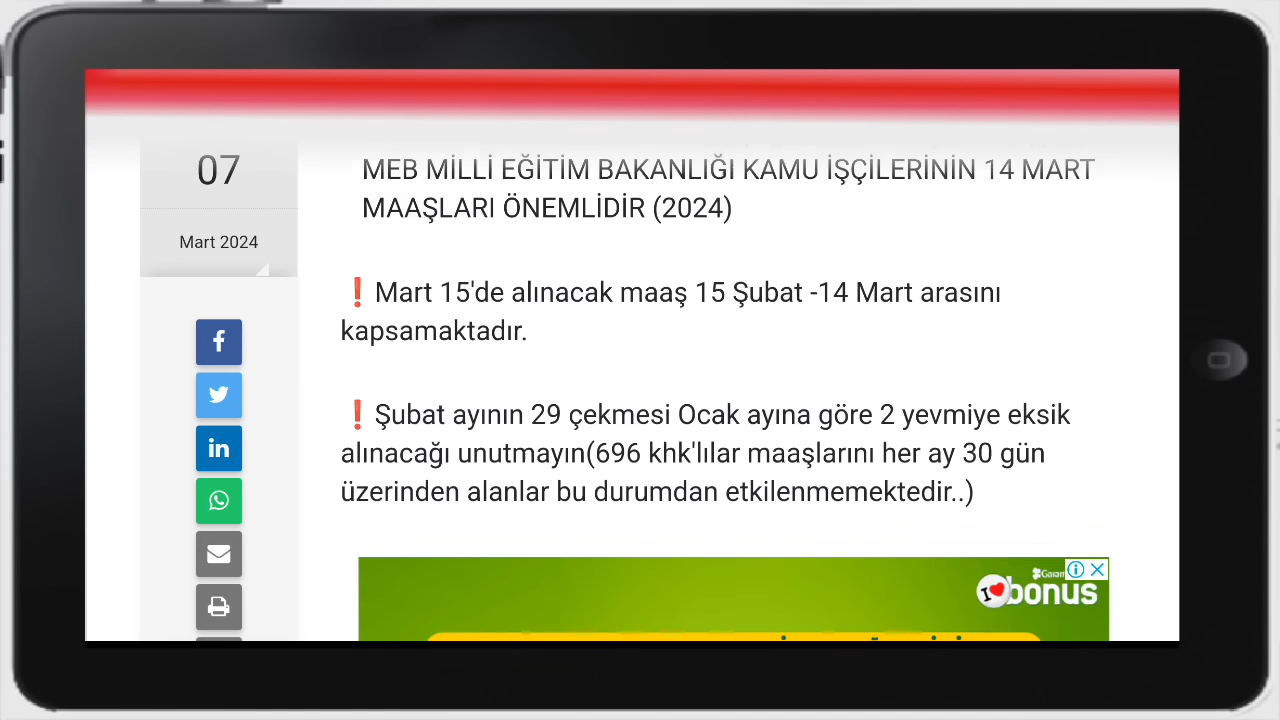 07
Mart 2024
MEB MİLLİ EĞİTİM BAKANLIĞI KAMU İŞÇİLERİNİN 14 MART
MAAŞLARI ÖNEMLİDİR (2024)
❗Mart 15'de alınacak maaş 15 Şubat -14 Mart arasını
kapsamaktadır.
❗Şubat ayının 29 çekmesi Ocak ayına göre 2 yevmiye eksik
alınacağı unutmayın(696 khk'lılar maaşlarını her ay 30 gün
üzerinden alanlar bu durumdan etkilenmemektedir..)
bonus